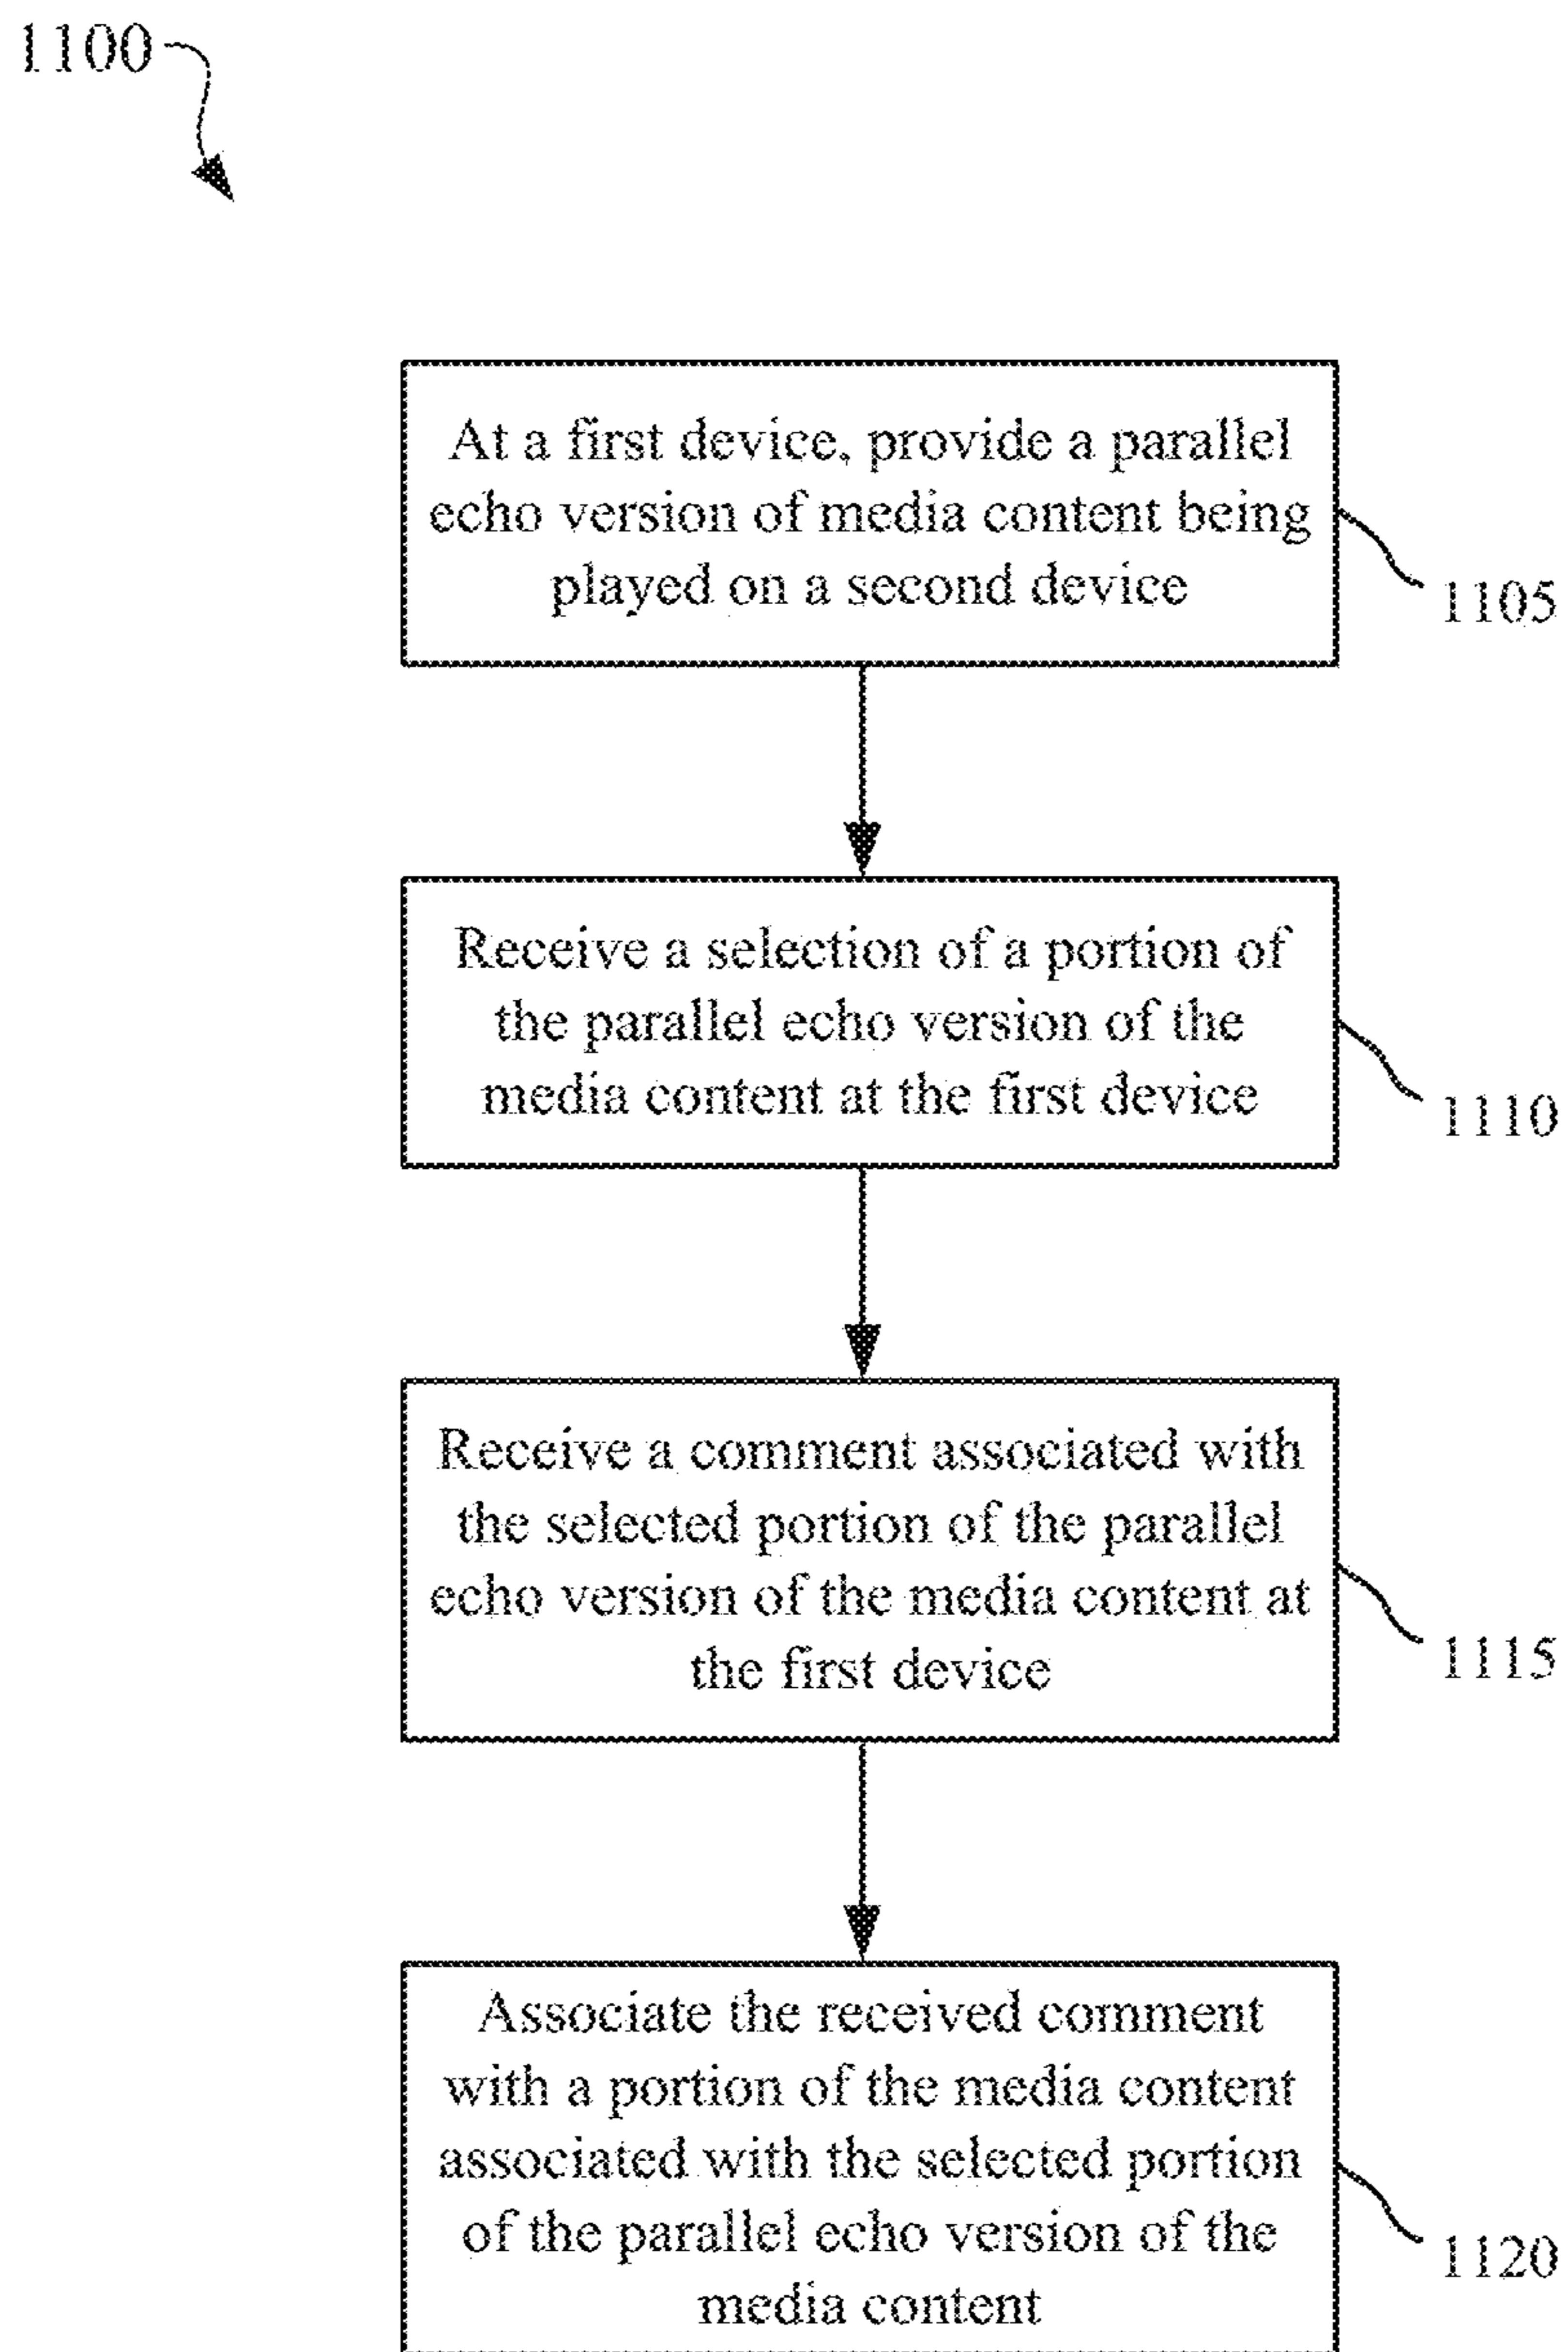 1100
At a first device, provide a parallel
echo version of media content being
played on a second device
1105
Receive a selection of a portion of
the parallel echo version of the
media content at the first device
1110
Receive a comment associated with
the selected portion of the parallel
echo version of the media content at
the first device
1115
Associate the received comment
with a portion of the media content
associated with the selected portion
of the parallel echo version of the
media content
1120